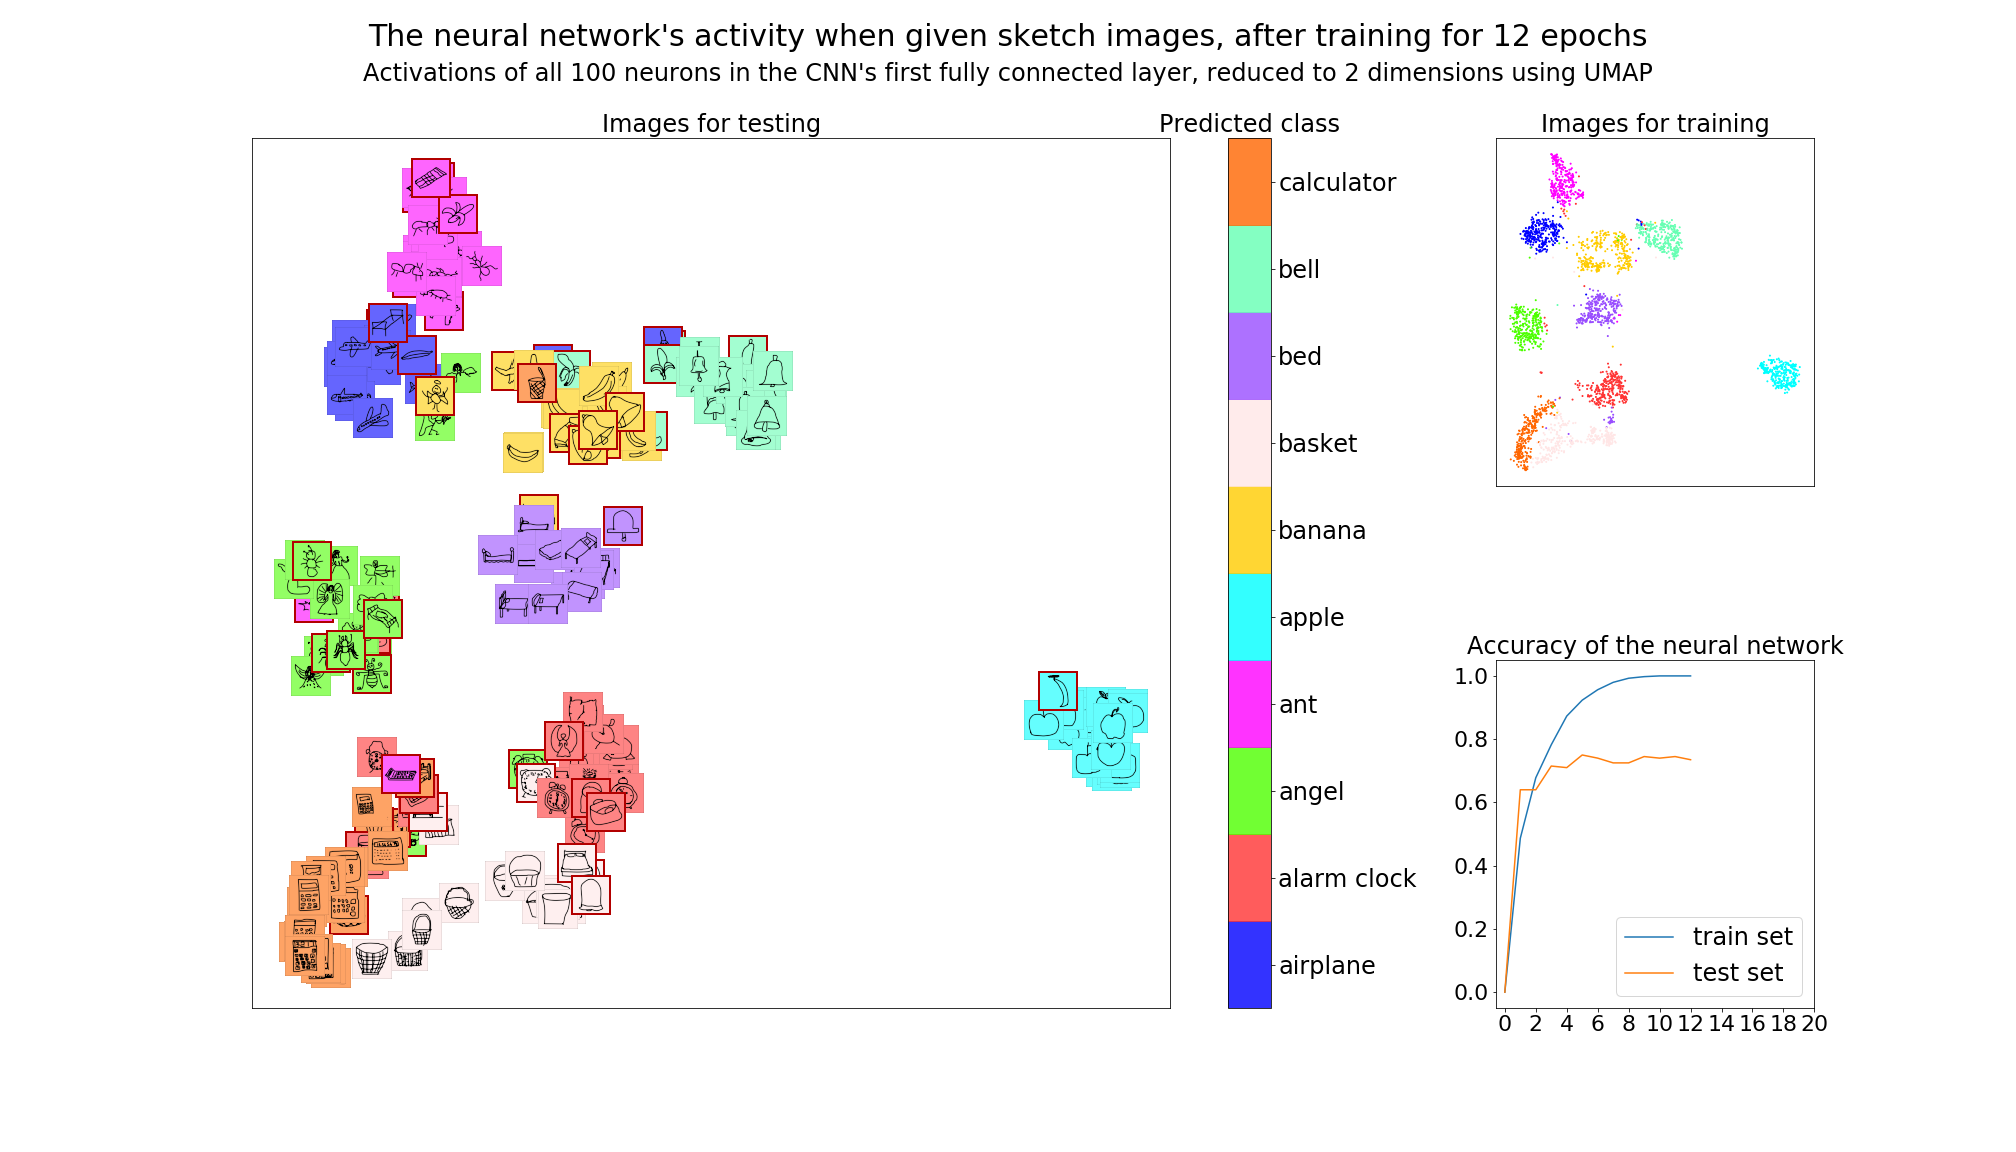 The neural network's activity when given sketch images, after training for 12 epochs
Activations of all 100 neurons in the CNN's first fully connected layer, reduced to 2 dimensions using UMAP
Images for testing
Predicted class
calculator
bell
bed
basket
banana
apple
ant
angel
alarm clock
airplane
Images for training
Accuracy of the neural network
1.0
0.8
0.6
0.4
0.2
0.0
train set
test set
0 2 4 6 8 10 12 14 16 18 20